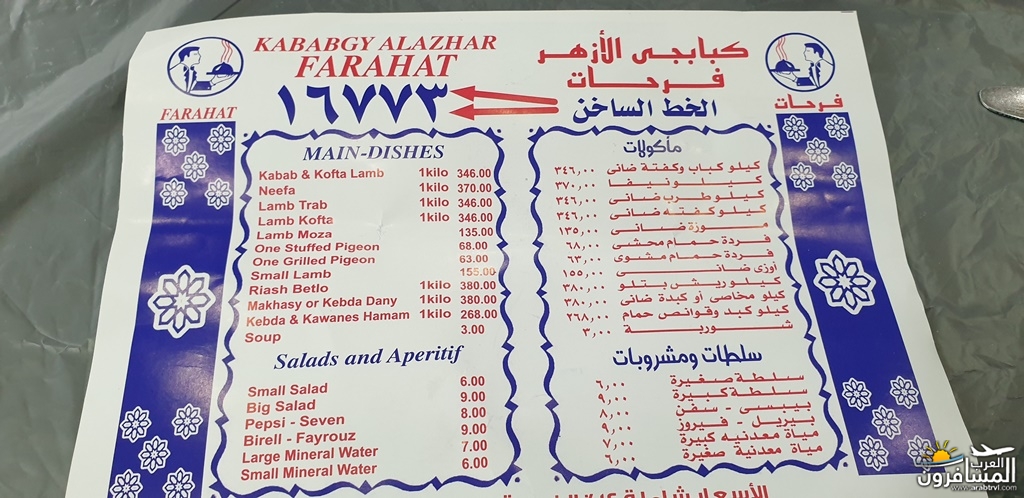 KABABGY ALAZHAR
FARAHAT
كبابجى الأزهر
فرحات
١٦٧٧٣
الخط الساخن
FARAHAT
فرحات
MAIN-DISHES
Kabab & Kofta Lamb 1kilo 346.00
Neefa 1kilo 370.00
Lamb Trab 1kilo 346.00
Lamb Kofta 1kilo 346.00
Lamb Moza 135.00
One Stuffed Pigeon 68.00
One Grilled Pigeon 63.00
Small Lamb 155.00
Riash Betlo 1kilo 380.00
Makhasy or Kebda Dany 1kilo 380.00
Kebda & Kawanes Hamam 1kilo 268.00
Soup 3.00
Salads and Aperitif
Small Salad 6.00
Big Salad 9.00
Pepsi - Seven 8.00
Birell - Fayrouz 9.00
Large Mineral Water 7.00
Small Mineral Water 6.00
مأكولات
كيلو كباب وكفتة ضانى ٣٤٦,٠٠
كيلو نيفا ٣٧٠,٠٠
كيلو طرب ضانى ٣٤٦,٠٠
كيلو كفته ضانى ٣٤٦,٠٠
موزة ضانى ١٣٥,٠٠
فردة حمام محشى ٦٨,٠٠
فردة حمام مشوى ٦٣,٠٠
أوزى ضانى ١٥٥,٠٠
كيلو ريش بتلو ٣٨٠,٠٠
كيلو مخاصى أو كبدة ضانى ٣٨٠,٠٠
كيلو كبد وقوانص حمام ٢٦٨,٠٠
شوربة ٣,٠٠
سلطات ومشروبات
سلطة صغيرة ٦,٠٠
سلطة كبيرة ٩,٠٠
بيبسى - سفن ٨,٠٠
بيريل - فيروز ٩,٠٠
مياة معدنيه كبيرة ٧,٠٠
مياة معدنية صغيرة ٦,٠٠
الأسعار شاملة
العرب
المسافرون
www.arabtrvl.com